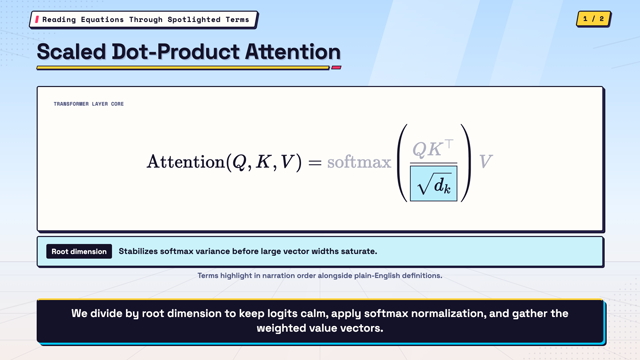 Reading Equations Through Spotlighted Terms
1 / 2
Scaled Dot-Product Attention
TRANSFORMER LAYER CORE
Attention(Q, K, V) = softmax(QK⊤ / √dk) V
Root dimension Stabilizes softmax variance before large vector widths saturate.
Terms highlight in narration order alongside plain-English definitions.
We divide by root dimension to keep logits calm, apply softmax normalization, and gather the
weighted value vectors.